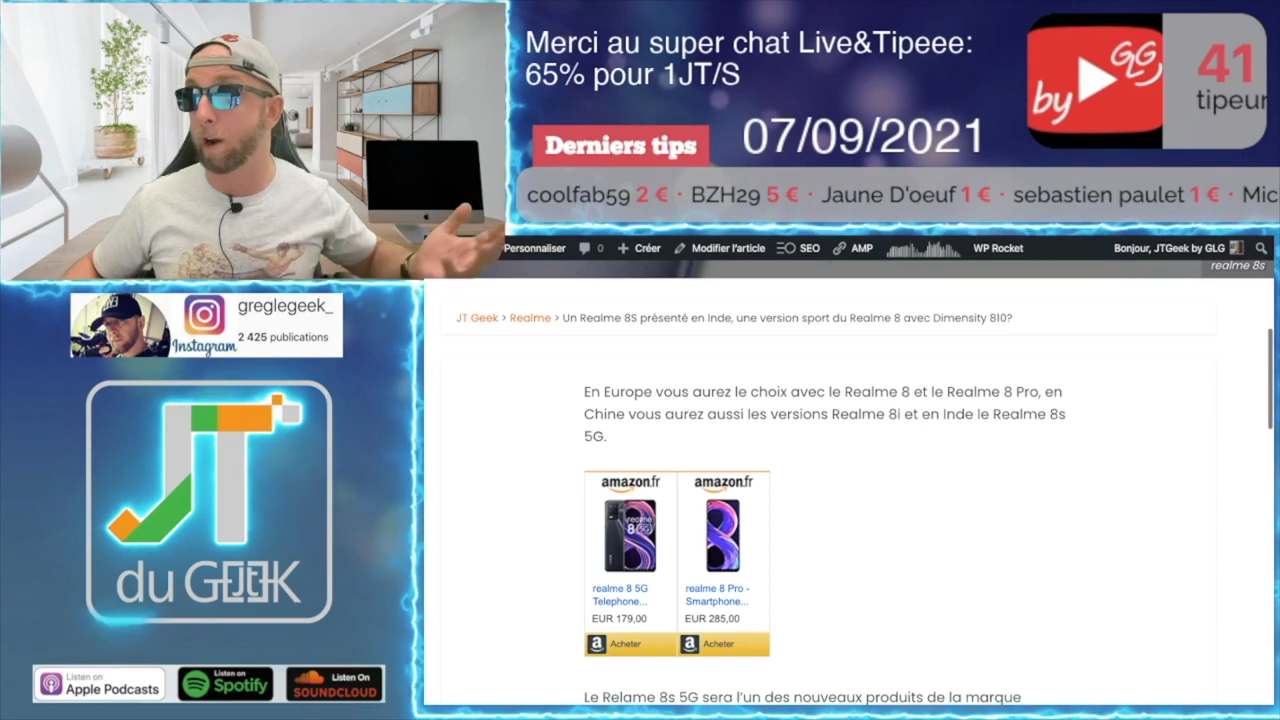 Merci au super chat Live&Tipeee:
65% pour 1JT/S
by
GLG
41
tipeur
Derniers tips
07/09/2021
coolfab59 2 € · BZH29 5 € · Jaune D'oeuf 1 € · sebastien paulet 1 € · Mic
Personnaliser 0 Créer Modifier l'article SEO AMP WP Rocket Bonjour, JTGeek by GLG
realme 8s
greglegeek_
Instagram
2 425 publications
JT
du GEEK
Listen on
Apple Podcasts
Listen on
Spotify
Listen On
SOUNDCLOUD
JT Geek > Realme > Un Realme 8S présenté en Inde, une version sport du Realme 8 avec Dimensity 810?
En Europe vous aurez le choix avec le Realme 8 et le Realme 8 Pro, en
Chine vous aurez aussi les versions Realme 8i et en Inde le Realme 8s
5G.
amazon.fr
realme
8 5G
realme 8 5G
Telephone...
EUR 179,00
Acheter
amazon.fr
realme 8 Pro -
Smartphone...
EUR 285,00
Acheter
Le Relame 8s 5G sera l'un des nouveaux produits de la marque